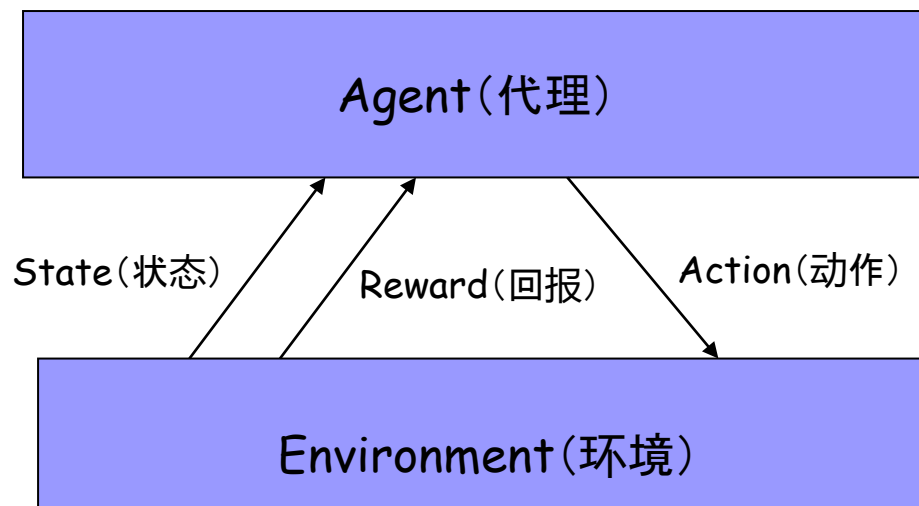 Agent(代理)
State(状态)
Reward(回报)
Action(动作)
Environment(环境)